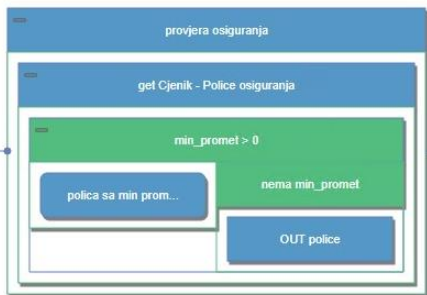 provjera osiguranja
get Cjenik - Police osiguranja
min_promet > 0
polica sa min prom...
nema min_promet
OUT police